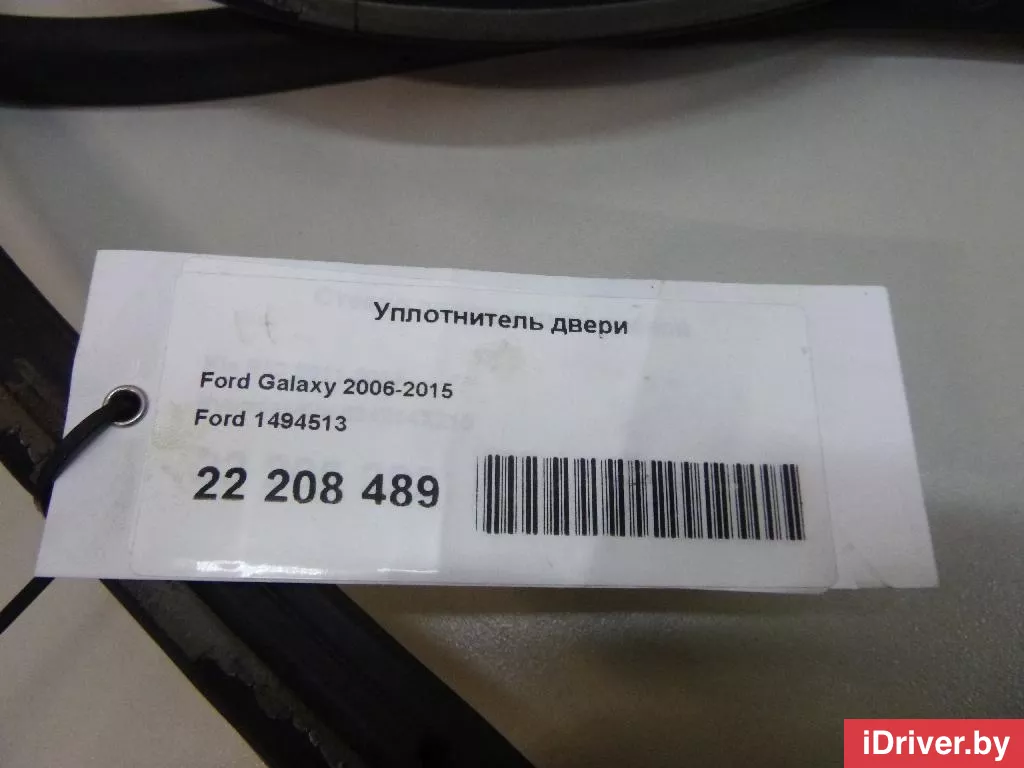 Уплотнитель двери
Ford Galaxy 2006-2015
Ford 1494513
22 208 489
iDriver.by